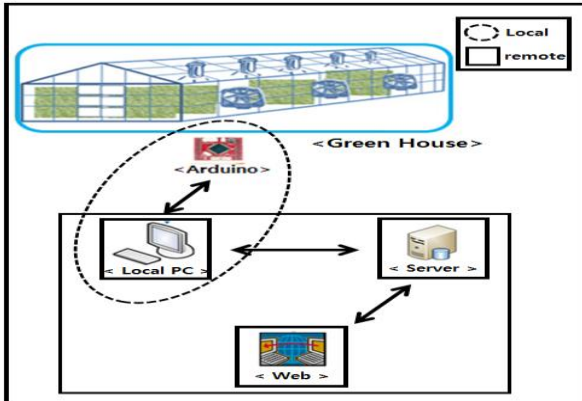 Local
remote
<Green House>
<Arduino>
< Local PC >
< Server >
< Web >